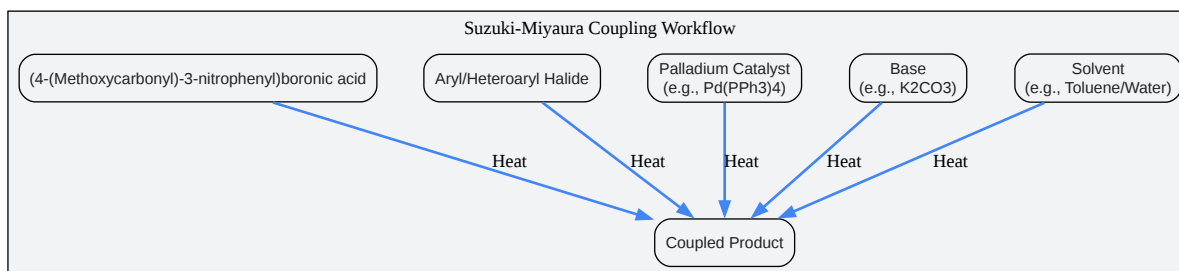 Suzuki-Miyaura Coupling Workflow
(4-(Methoxycarbonyl)-3-nitrophenyl)boronic acid
Aryl/Heteroaryl Halide
Palladium Catalyst
(e.g., Pd(PPh3)4)
Base
(e.g., K2CO3)
Solvent
(e.g., Toluene/Water)
Heat
Heat
Heat
Heat
Heat
Coupled Product